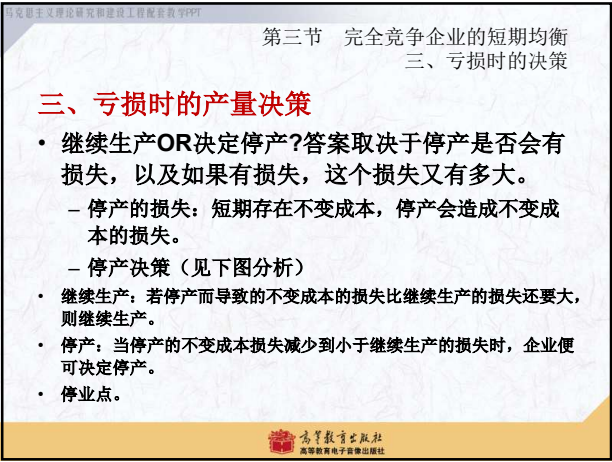 马克思主义理论研究和建设工程配套教学PPT
第三节　完全竞争企业的短期均衡
三、亏损时的决策
三、亏损时的产量决策
• 继续生产OR决定停产?答案取决于停产是否会有
损失，以及如果有损失，这个损失又有多大。
– 停产的损失：短期存在不变成本，停产会造成不变成
本的损失。
– 停产决策（见下图分析）
• 继续生产：若停产而导致的不变成本的损失比继续生产的损失还要大，
则继续生产。
• 停产：当停产的不变成本损失减少到小于继续生产的损失时，企业便
可决定停产。
• 停业点。
高等教育出版社
高等教育电子音像出版社